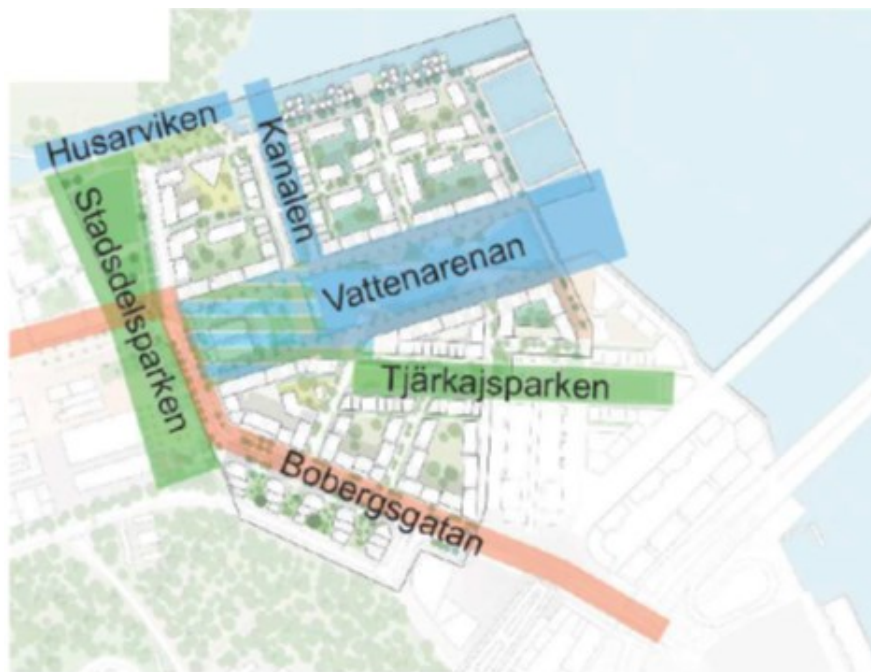 Husarviken
Kanalen
Stadsdelsparken
Vattenarenan
Tjärkajsparken
Bobergsgatan